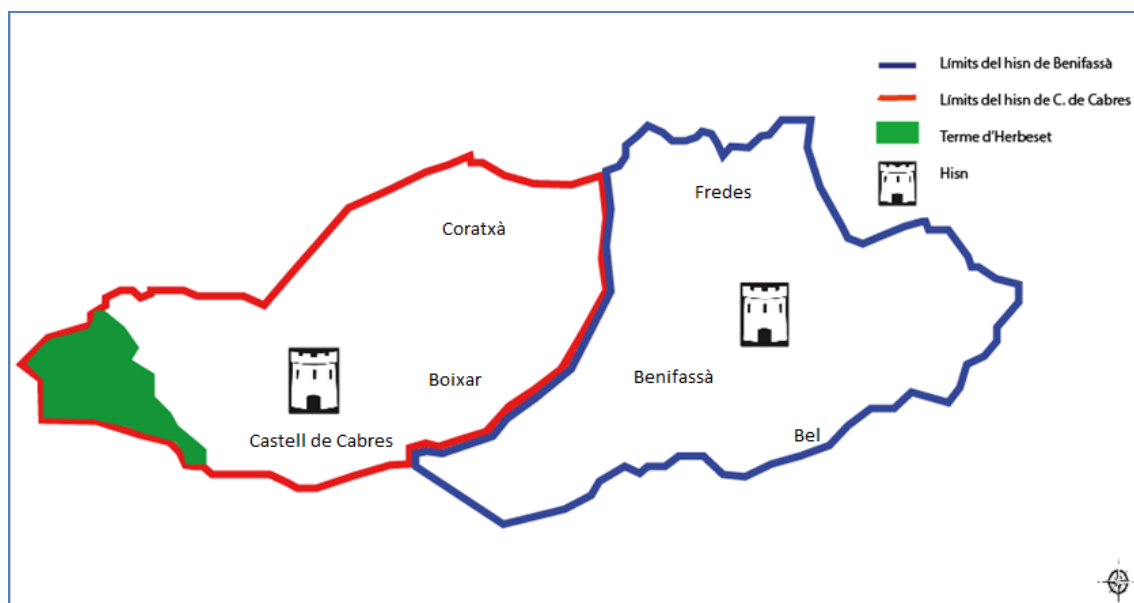 Límits del hisn de Benifassà
Límits del hisn de C. de Cabres
Terme d'Herbeset
Hisn
Fredes
Coratxà
Boixar
Benifassà
Castell de Cabres
Bel